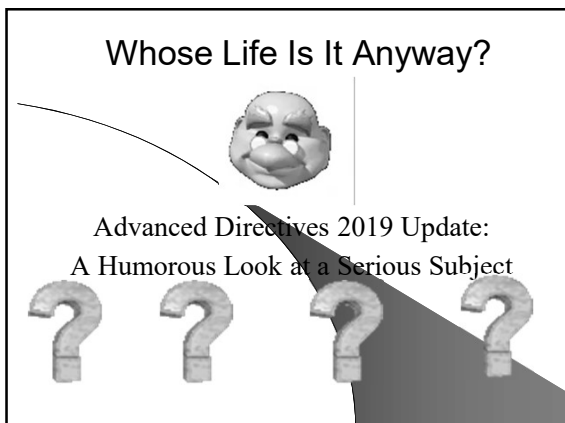 Whose Life Is It Anyway?
Advanced Directives 2019 Update:
A Humorous Look at a Serious Subject
? ? ? ?